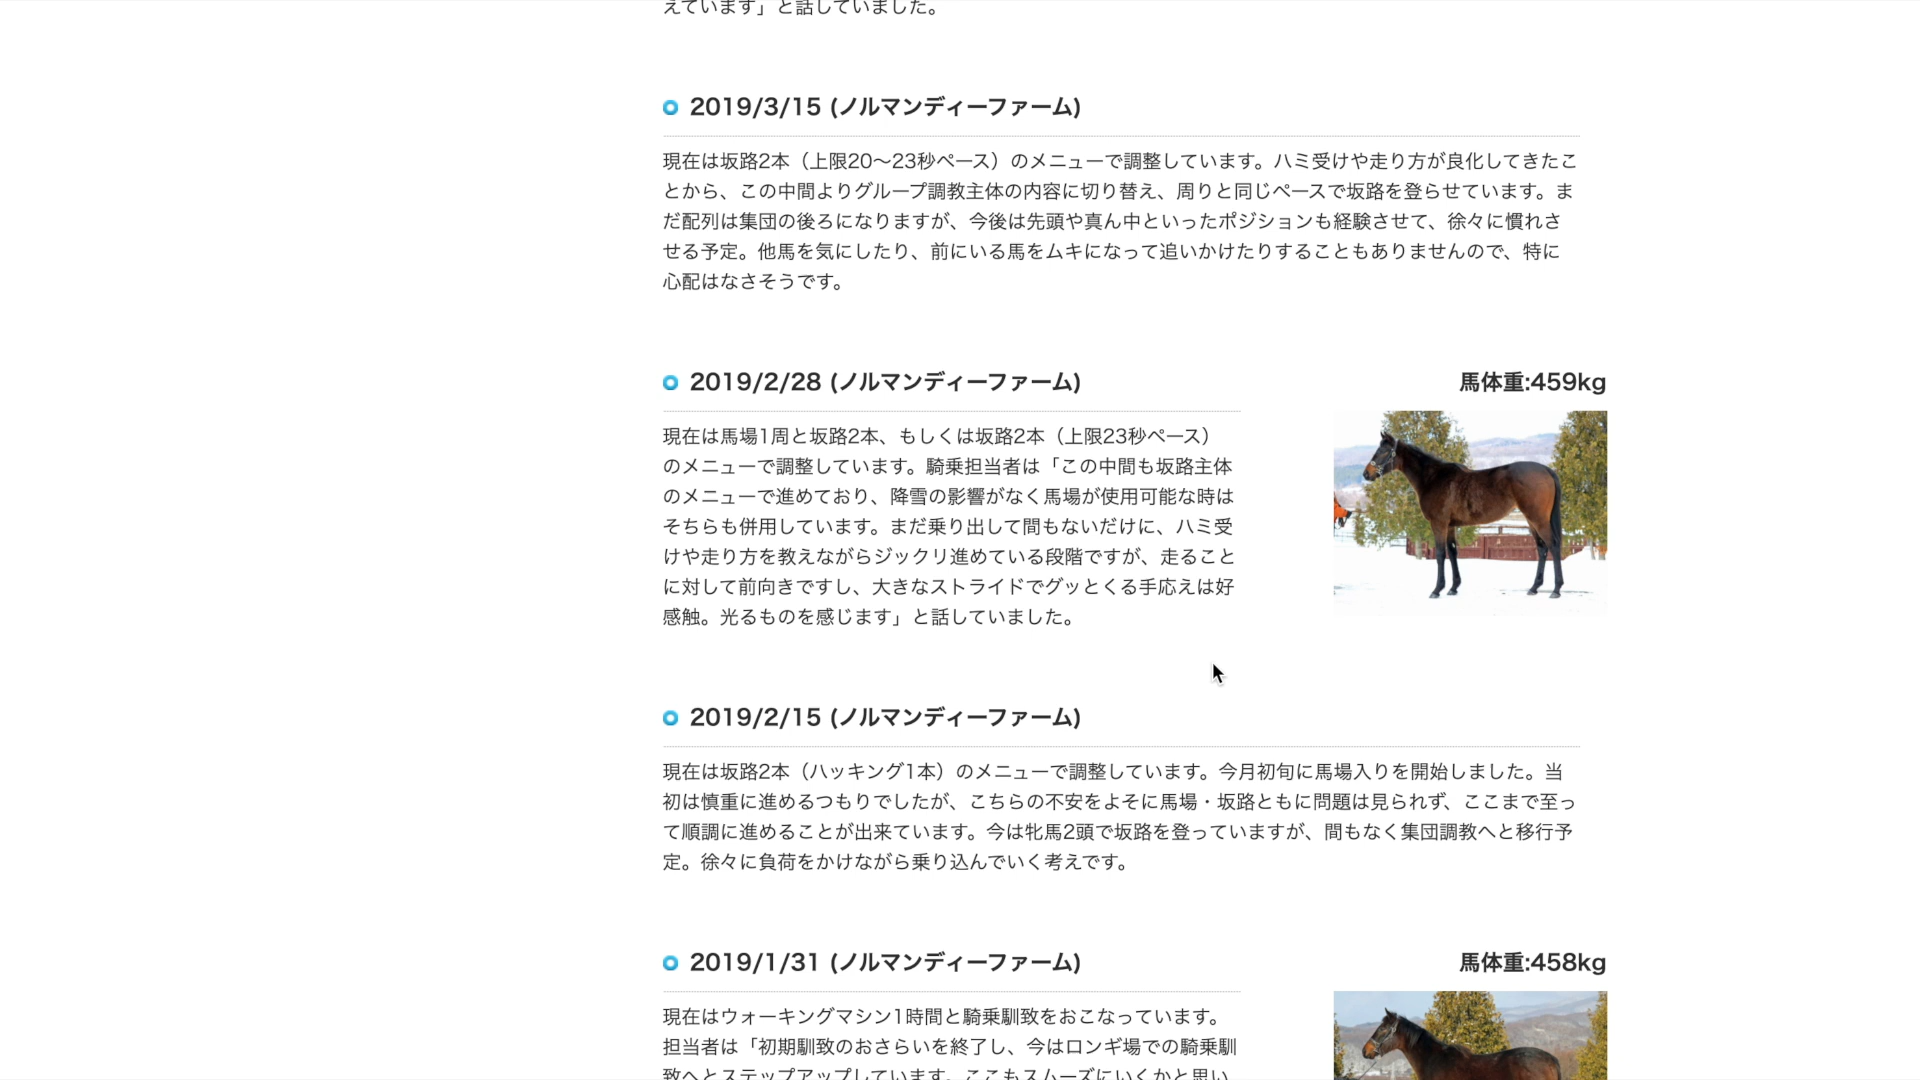 えています」と話していました。
2019/3/15 (ノルマンディーファーム)
現在は坂路2本（上限20〜23秒ペース）のメニューで調整しています。ハミ受けや走り方が良化してきたこ
とから、この中間よりグループ調教主体の内容に切り替え、周りと同じペースで坂路を登らせています。ま
だ配列は集団の後ろになりますが、今後は先頭や真ん中といったポジションも経験させて、徐々に慣れさ
せる予定。他馬を気にしたり、前にいる馬をムキになって追いかけたりすることもありませんので、特に
心配はなさそうです。
2019/2/28 (ノルマンディーファーム)
馬体重:459kg
現在は馬場1周と坂路2本、もしくは坂路2本（上限23秒ペース）
のメニューで調整しています。騎乗担当者は「この中間も坂路主体
のメニューで進めており、降雪の影響がなく馬場が使用可能な時は
そちらも併用しています。まだ乗り出して間もないだけに、ハミ受
けや走り方を教えながらジックリ進めている段階ですが、走ること
に対して前向きですし、大きなストライドでグッとくる手応えは好
感触。光るものを感じます」と話していました。
2019/2/15 (ノルマンディーファーム)
現在は坂路2本（ハッキング1本）のメニューで調整しています。今月初旬に馬場入りを開始しました。当
初は慎重に進めるつもりでしたが、こちらの不安をよそに馬場・坂路ともに問題は見られず、ここまで至っ
て順調に進めることが出来ています。今は牝馬2頭で坂路を登っていますが、間もなく集団調教へと移行予
定。徐々に負荷をかけながら乗り込んでいく考えです。
2019/1/31 (ノルマンディーファーム)
馬体重:458kg
現在はウォーキングマシン1時間と騎乗馴致をおこなっています。
担当者は「初期馴致のおさらいを終了し、今はロンギ場での騎乗馴
致へとステップアップしています。ここもスムーズにいくかと思い